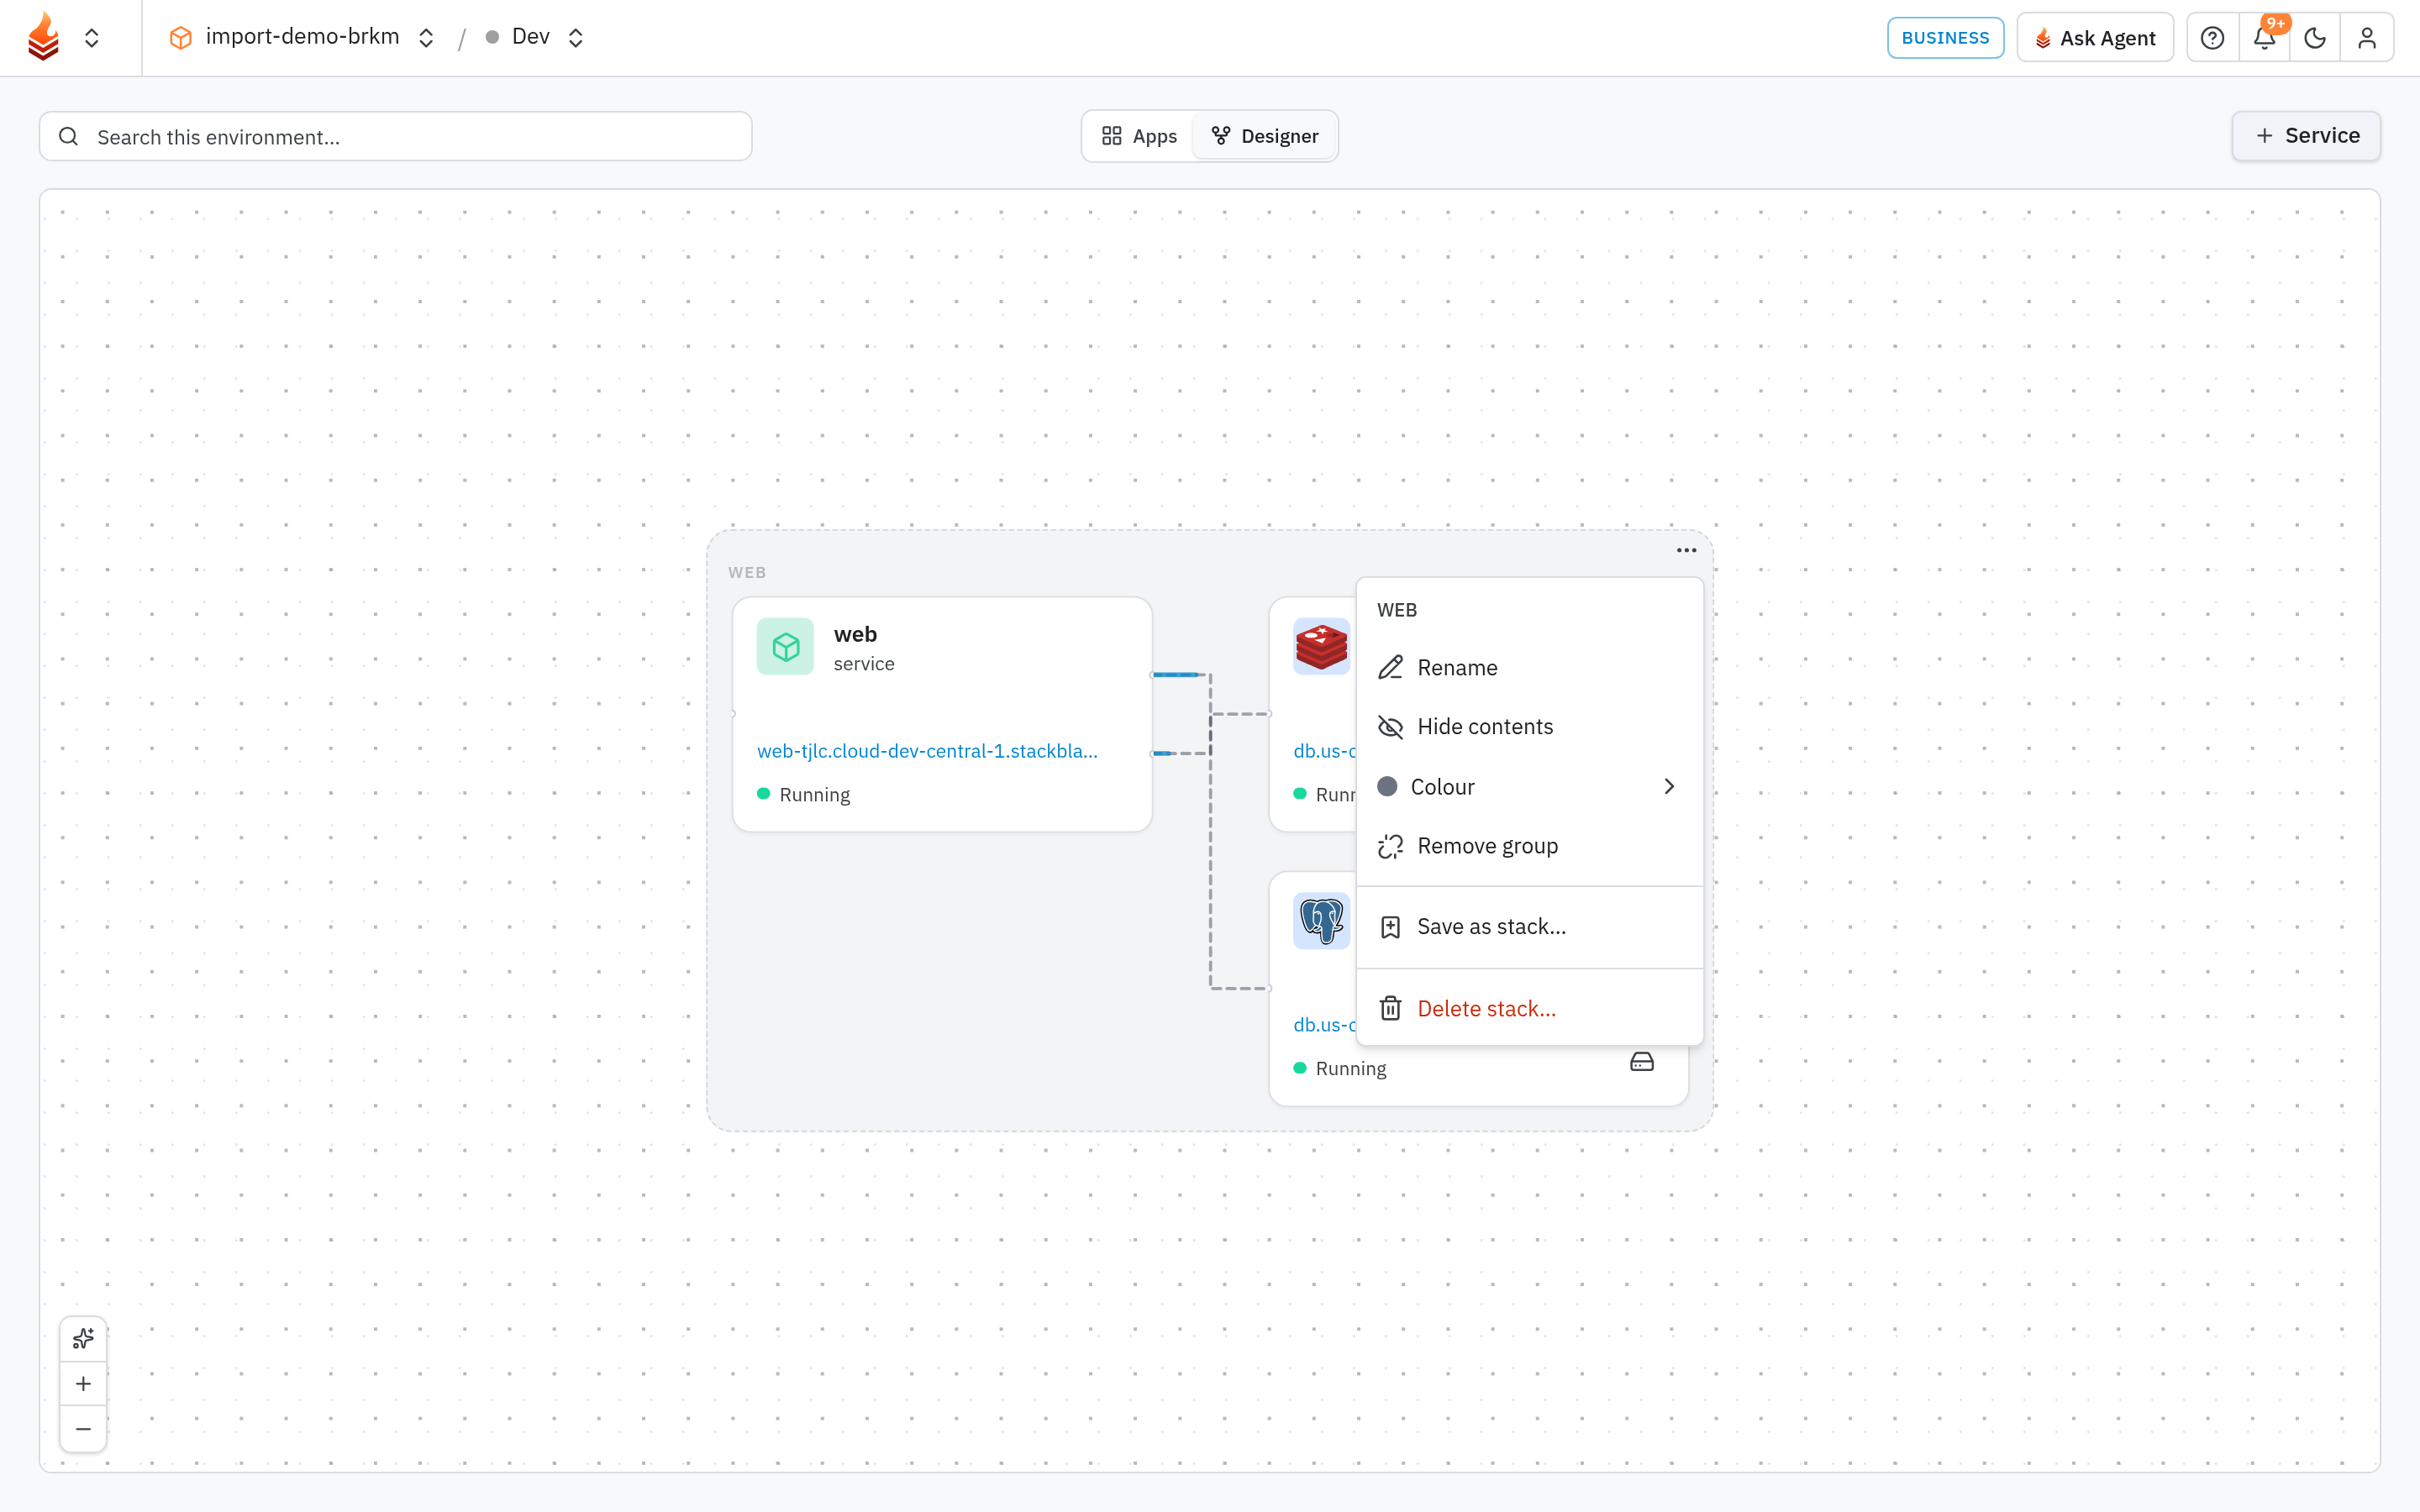 import-demo-brkm / Dev
BUSINESS
Ask Agent
9+
Search this environment...
Apps
Designer
+ Service
WEB
web
service
web-tjlc.cloud-dev-central-1.stackbla...
Running
db.us-c
Runr
db.us-c
Running
WEB
Rename
Hide contents
Colour
Remove group
Save as stack...
Delete stack...